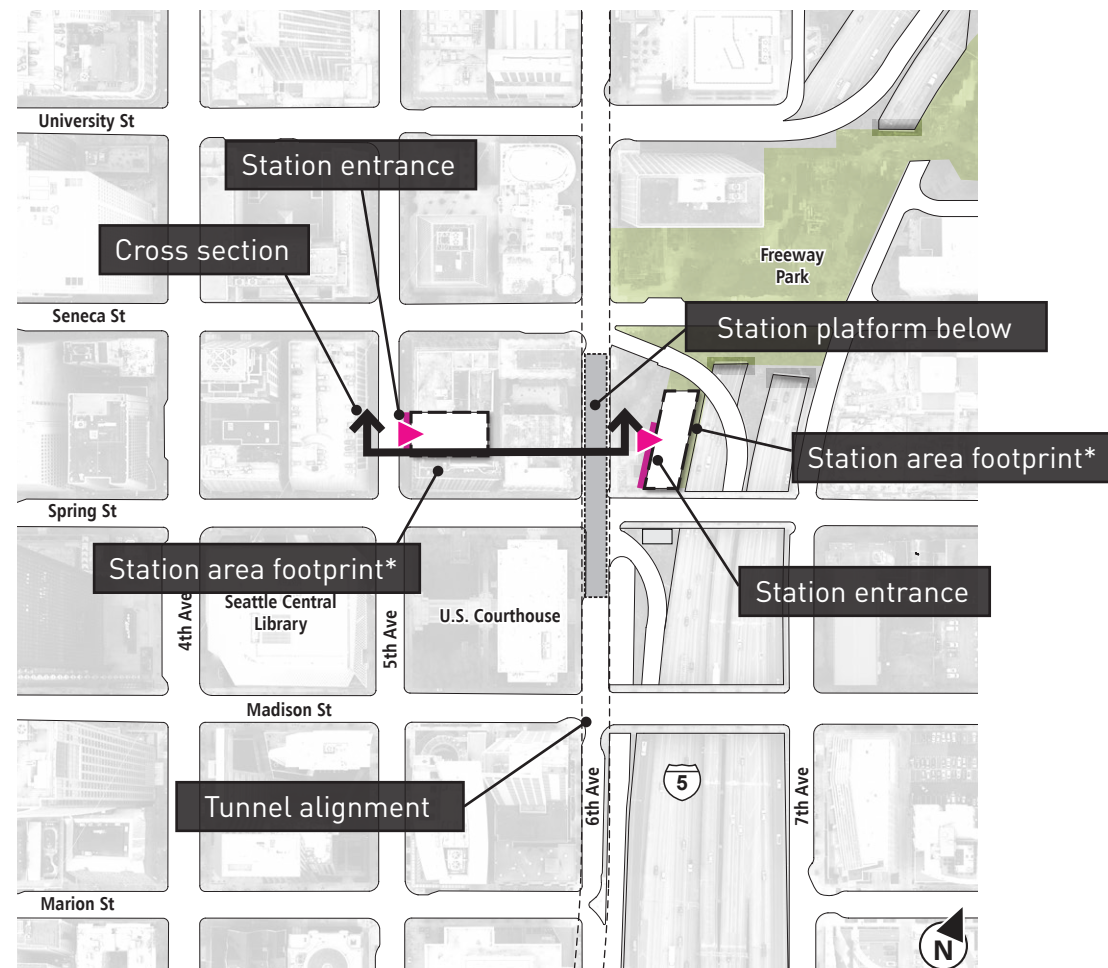 University St
Station entrance
Cross section
Freeway
Park
Seneca St
Station platform below
Station area footprint*
Spring St
Station area footprint*
Station entrance
Seattle Central
Library
U.S. Courthouse
4th Ave
5th Ave
Madison St
Tunnel alignment
5
6th Ave
7th Ave
Marion St
N